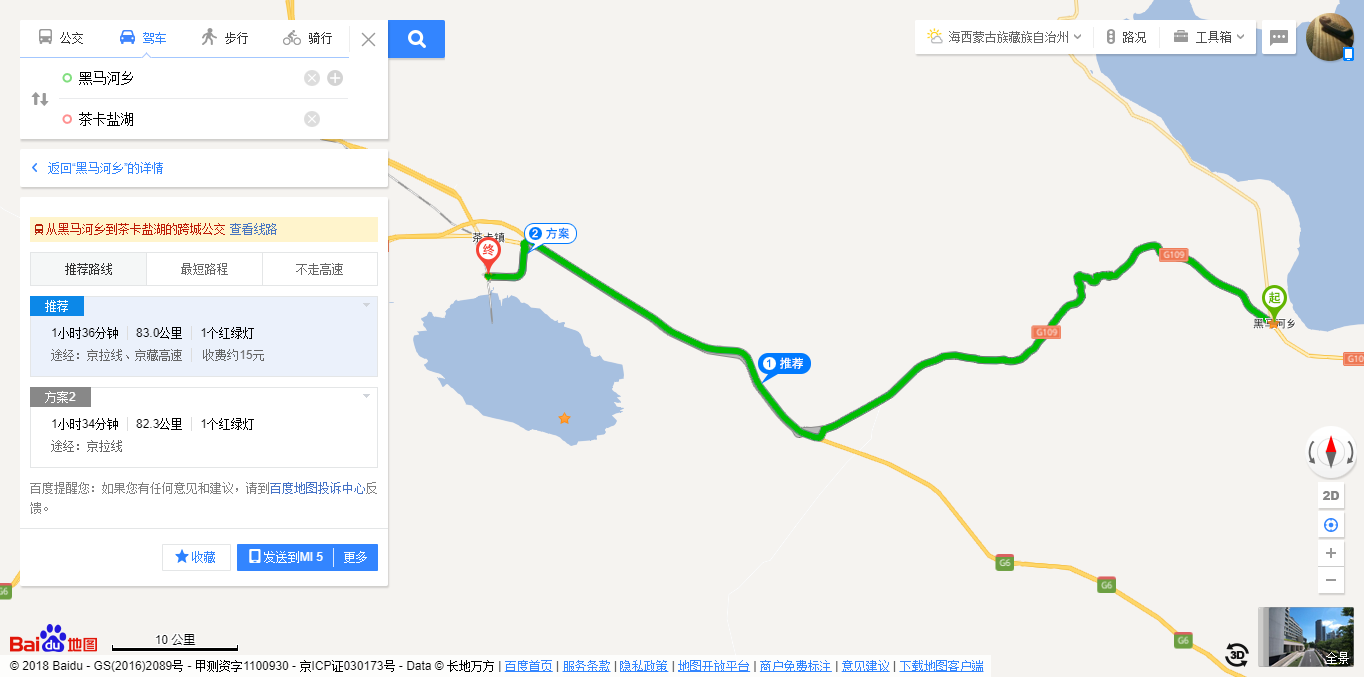 公交 驾车 步行 骑行
黑马河乡
茶卡盐湖
返回"黑马河乡"的详情
从黑马河乡到茶卡盐湖的跨城公交 查看线路
推荐路线 最短路程 不走高速
推荐
1小时36分钟 83.0公里 1个红绿灯
途经：京拉线、京藏高速 收费约15元
方案2
1小时34分钟 82.3公里 1个红绿灯
途经：京拉线
百度提醒您：如果您有任何意见和建议，请到百度地图投诉中心反
馈。
收藏 发送到MI 5 更多
海西蒙古族藏族自治州 路况 工具箱
茶卡镇
终
2 方案
1 推荐
G109
G109
起
黑马河乡
G10
G6
G6
G6
G6
2D
3D
全景
Bai du 地图
10 公里
© 2018 Baidu - GS(2016)2089号 - 甲测资字1100930 - 京ICP证030173号 - Data © 长地万方 | 百度首页 | 服务条款 | 隐私政策 | 地图开放平台 | 商户免费标注 | 意见建议 | 下载地图客户端